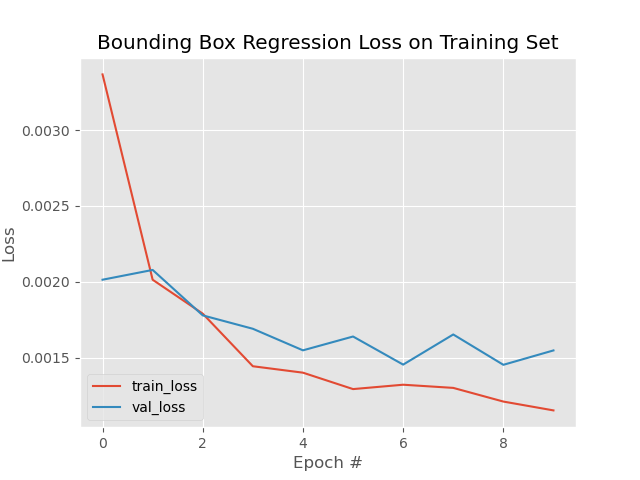 Bounding Box Regression Loss on Training Set
0.0030
0.0025
0.0020
0.0015
Loss
train_loss
val_loss
0 2 4 6 8
Epoch #